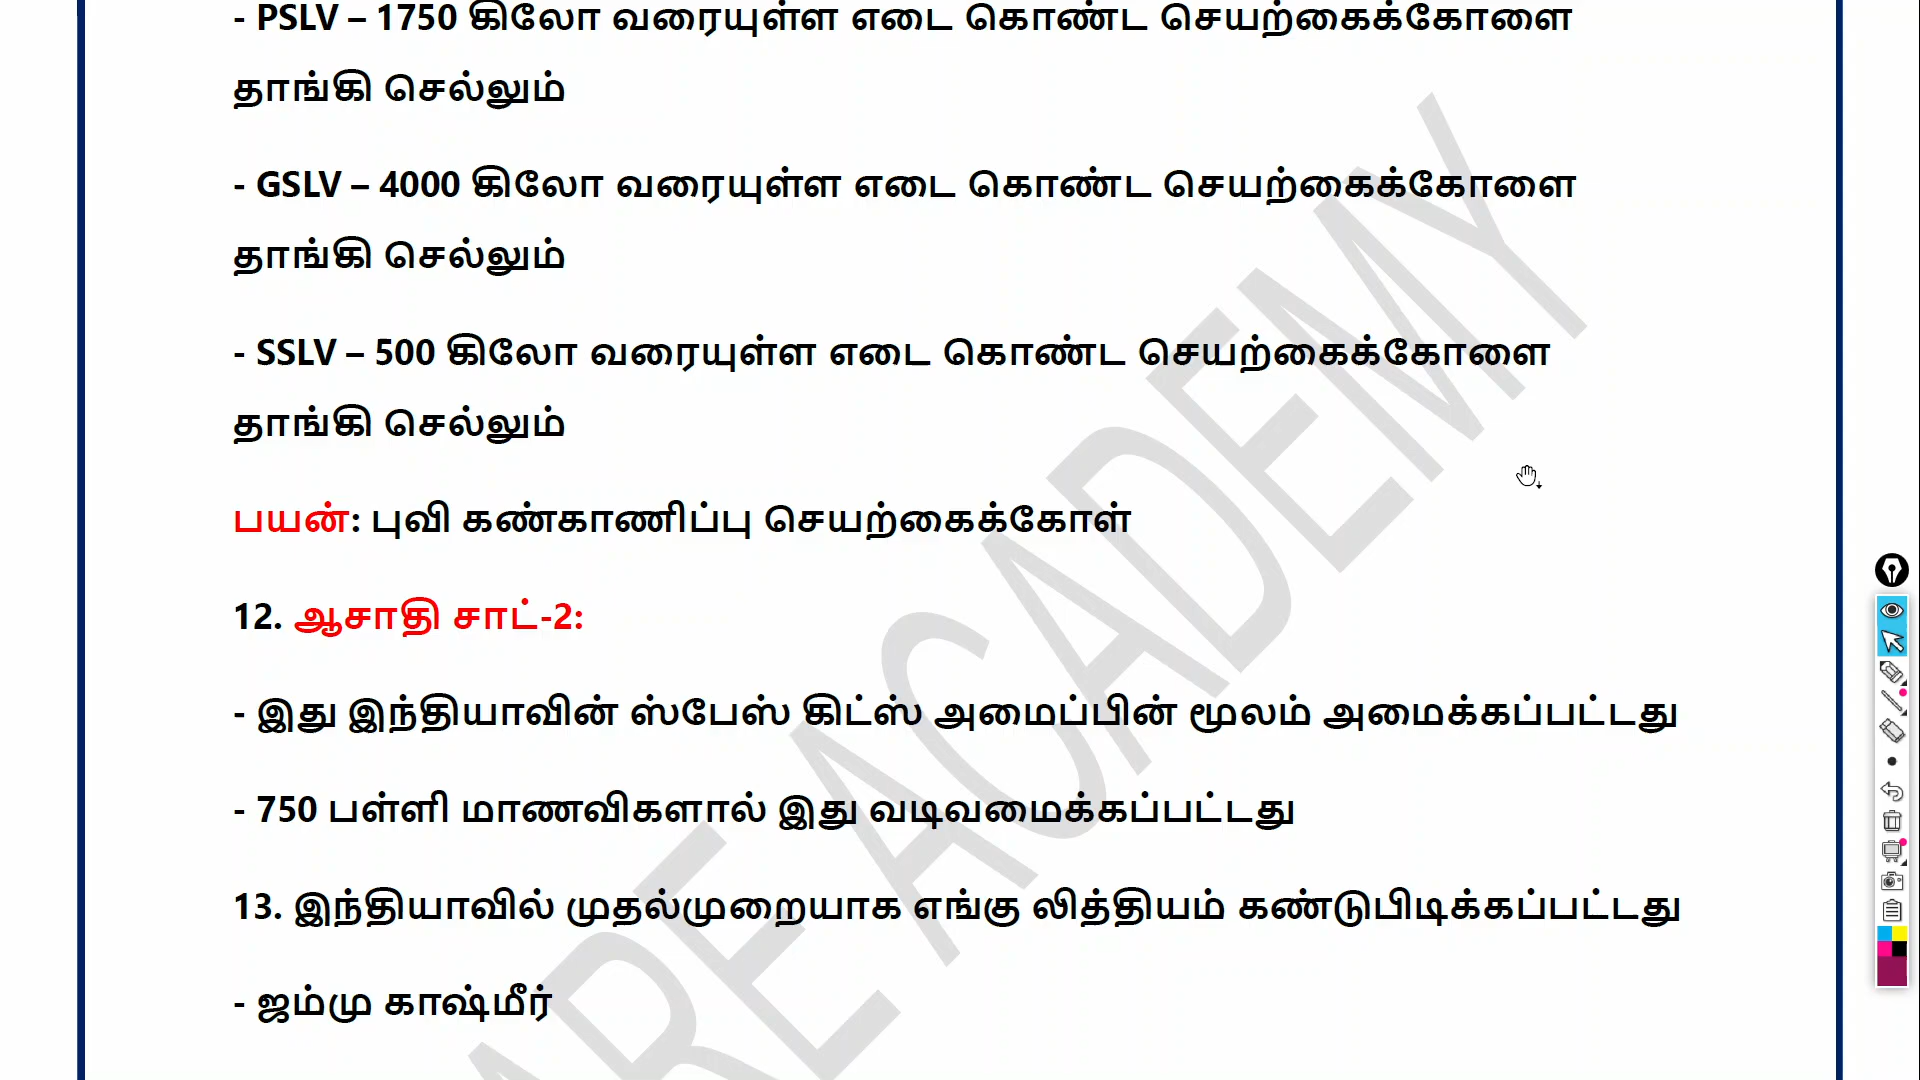 - PSLV – 1750 கிலோ வரையுள்ள எடை கொண்ட செயற்கைக்கோளை
தாங்கி செல்லும்
- GSLV – 4000 கிலோ வரையுள்ள எடை கொண்ட செயற்கைக்கோளை
தாங்கி செல்லும்
- SSLV – 500 கிலோ வரையுள்ள எடை கொண்ட செயற்கைக்கோளை
தாங்கி செல்லும்
பயன்: புவி கண்காணிப்பு செயற்கைக்கோள்
12. ஆசாதி சாட்-2:
- இது இந்தியாவின் ஸ்பேஸ் கிட்ஸ் அமைப்பின் மூலம் அமைக்கப்பட்டது
- 750 பள்ளி மாணவிகளால் இது வடிவமைக்கப்பட்டது
13. இந்தியாவில் முதல்முறையாக எங்கு லித்தியம் கண்டுபிடிக்கப்பட்டது
- ஜம்மு காஷ்மீர்
ACADEMY